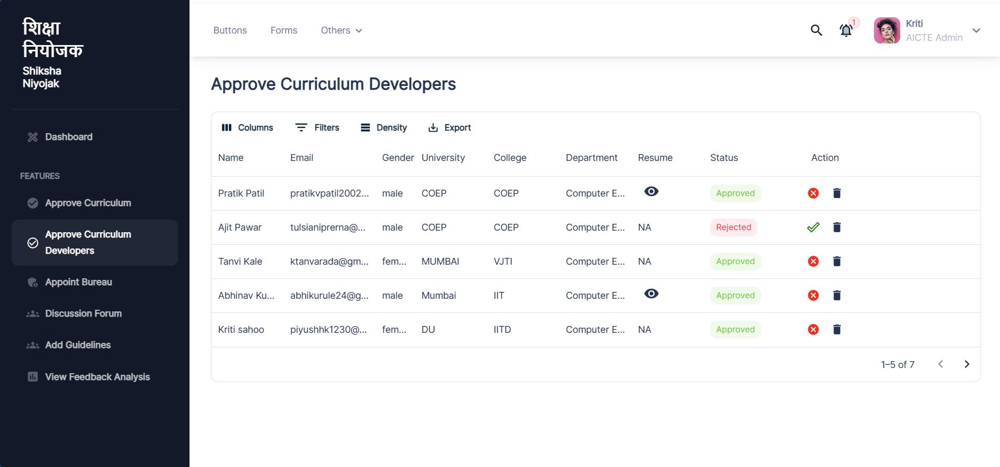 शिक्षा
नियोजक
Shiksha
Niyojak
Dashboard
FEATURES
Approve Curriculum
Approve Curriculum
Developers
Appoint Bureau
Discussion Forum
Add Guidelines
View Feedback Analysis
Buttons Forms Others
1
Kriti
AICTE Admin
Approve Curriculum Developers
Columns Filters Density Export
Name Email Gender University College Department Resume Status Action
Pratik Patil pratikvpatil2002... male COEP COEP Computer E... Approved
Ajit Pawar tulsianiprerna@... male COEP COEP Computer E... NA Rejected
Tanvi Kale ktanvarada@gm... fem... MUMBAI VJTI Computer E... NA Approved
Abhinav Ku... abhikurule24@g... male Mumbai IIT Computer E... Approved
Kriti sahoo piyushhk1230@... fem... DU IITD Computer E... NA Approved
1–5 of 7